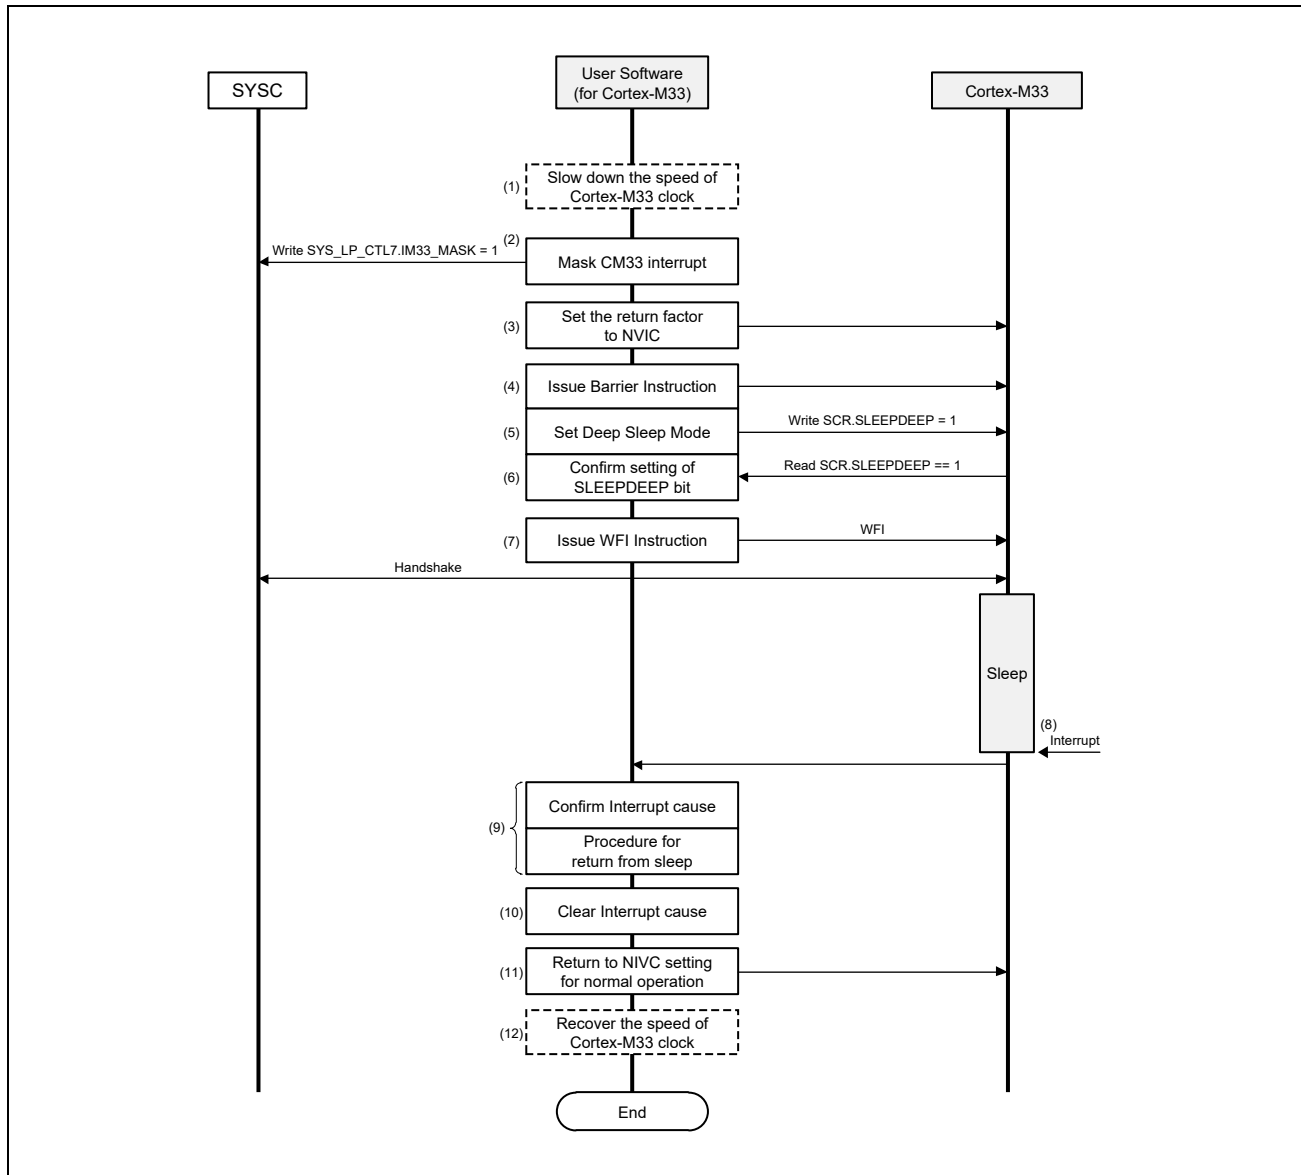 SYSC
User Software
(for Cortex-M33)
Cortex-M33
(1)
Slow down the speed of
Cortex-M33 clock
(2)
Write SYS_LP_CTL7.IM33_MASK = 1
Mask CM33 interrupt
(3)
Set the return factor
to NVIC
(4)
Issue Barrier Instruction
(5)
Set Deep Sleep Mode
Write SCR.SLEEPDEEP = 1
(6)
Confirm setting of
SLEEPDEEP bit
Read SCR.SLEEPDEEP == 1
(7)
Issue WFI Instruction
WFI
Handshake
Sleep
(8)
Interrupt
(9)
Confirm Interrupt cause
Procedure for
return from sleep
(10)
Clear Interrupt cause
(11)
Return to NIVC setting
for normal operation
(12)
Recover the speed of
Cortex-M33 clock
End